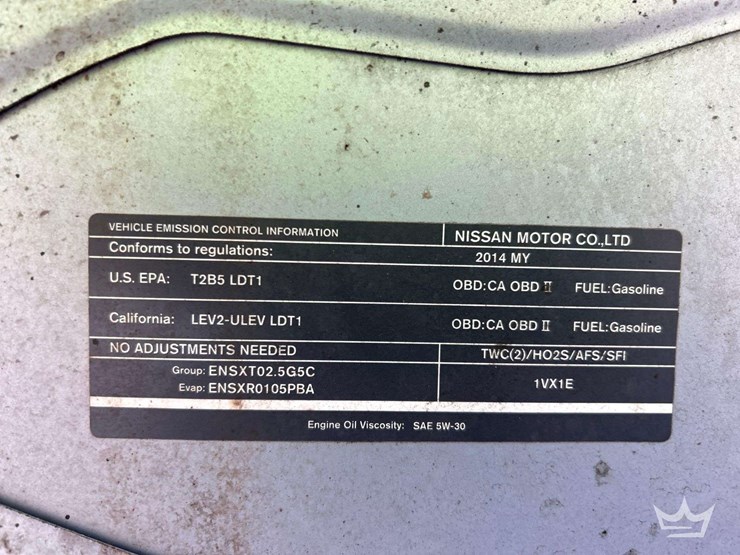 VEHICLE EMISSION CONTROL INFORMATION
NISSAN MOTOR CO.,LTD
Conforms to regulations:
2014 MY
U.S. EPA: T2B5 LDT1 OBD:CA OBD II FUEL:Gasoline
California: LEV2-ULEV LDT1 OBD:CA OBD II FUEL:Gasoline
NO ADJUSTMENTS NEEDED
TWC(2)/HO2S/AFS/SFI
Group: ENSXT02.5G5C
Evap: ENSXR0105PBA
1VX1E
Engine Oil Viscosity: SAE 5W-30